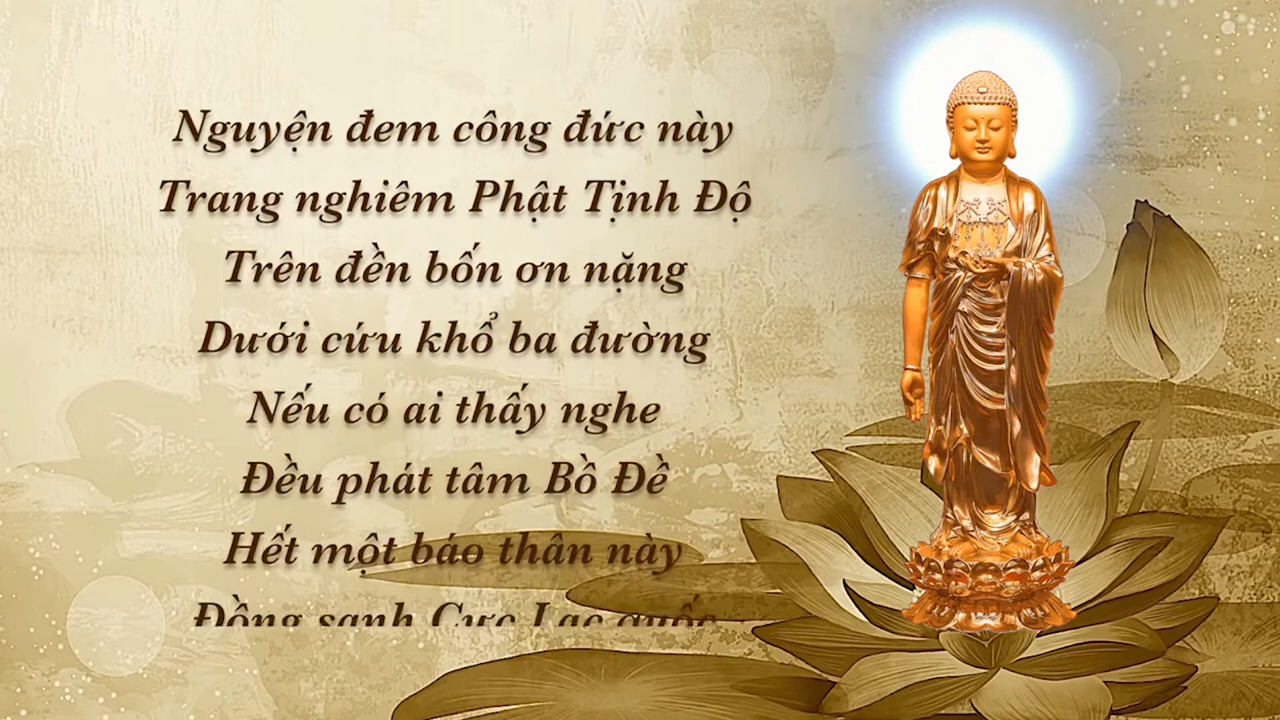 Nguyện đem công đức này
Trang nghiêm Phật Tịnh Độ
Trên đền bốn ơn nặng
Dưới cứu khổ ba đường
Nếu có ai thấy nghe
Đều phát tâm Bồ Đề
Hết một báo thân này
Đồng sanh Cực Lạc quốc